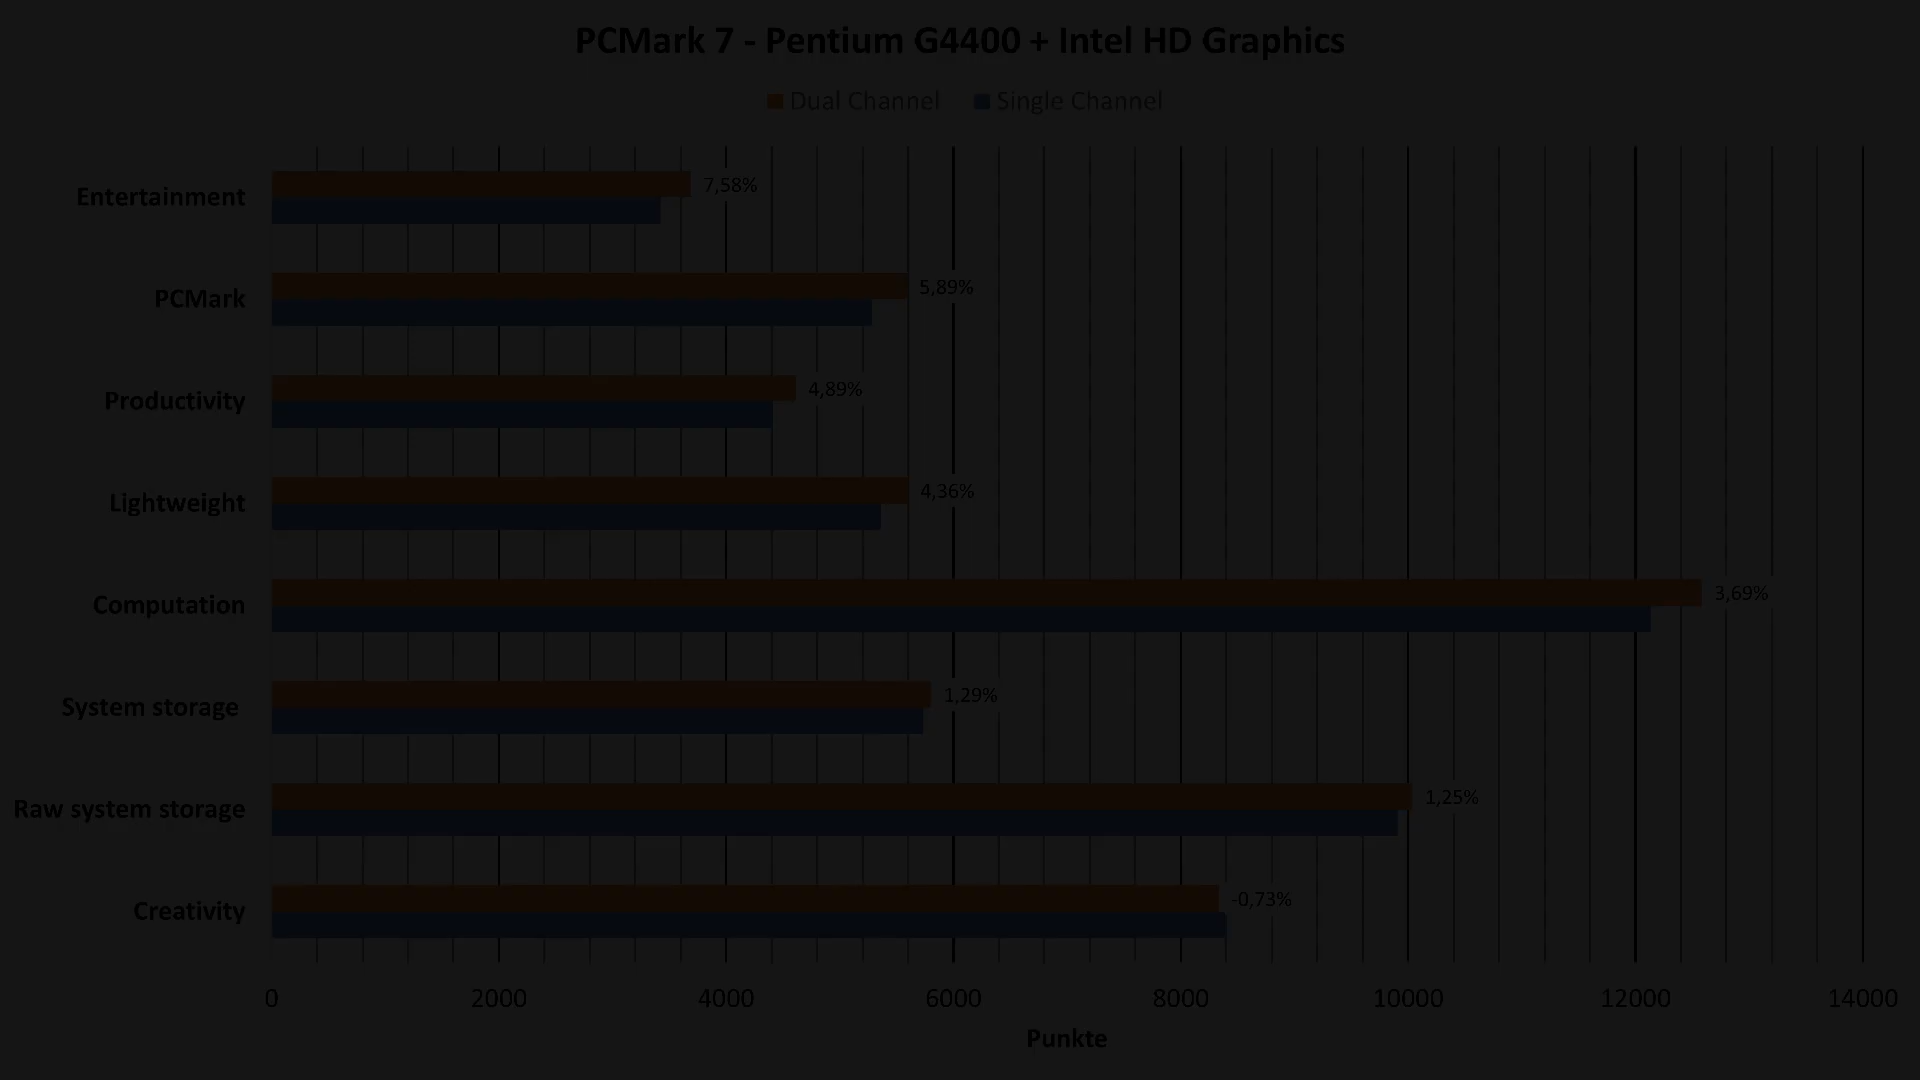 PCMark 7 - Pentium G4400 + Intel HD Graphics
Dual Channel Single Channel
Entertainment 7,58%
PCMark 5,89%
Productivity 4,89%
Lightweight 4,36%
Computation 3,69%
System storage 1,29%
Raw system storage 1,25%
Creativity -0,73%
0 2000 4000 6000 8000 10000 12000 14000
Punkte